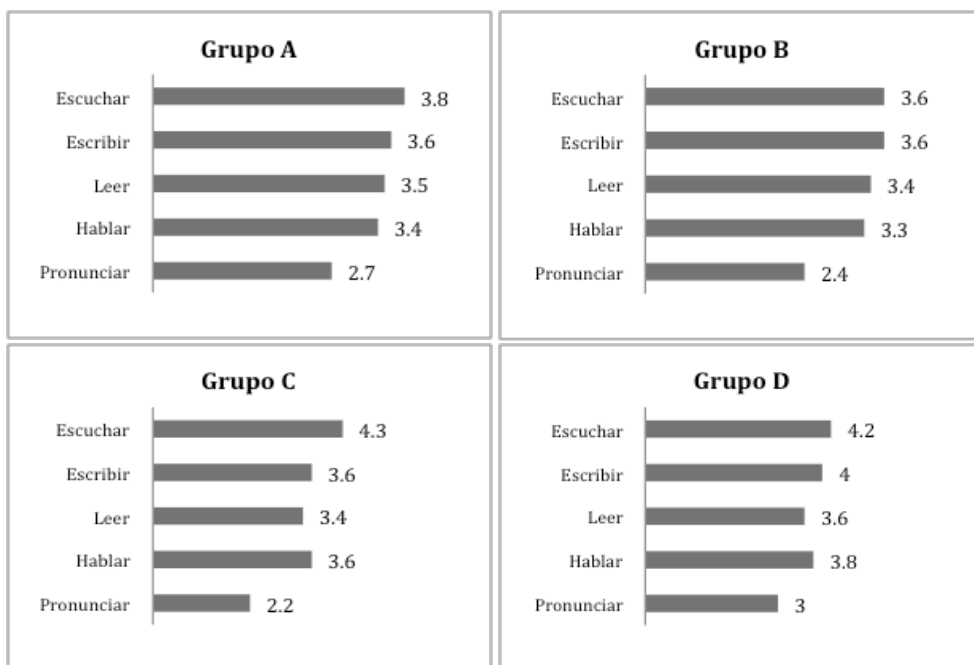 Grupo A
Escuchar 3.8
Escribir 3.6
Leer 3.5
Hablar 3.4
Pronunciar 2.7
Grupo B
Escuchar 3.6
Escribir 3.6
Leer 3.4
Hablar 3.3
Pronunciar 2.4
Grupo C
Escuchar 4.3
Escribir 3.6
Leer 3.4
Hablar 3.6
Pronunciar 2.2
Grupo D
Escuchar 4.2
Escribir 4
Leer 3.6
Hablar 3.8
Pronunciar 3